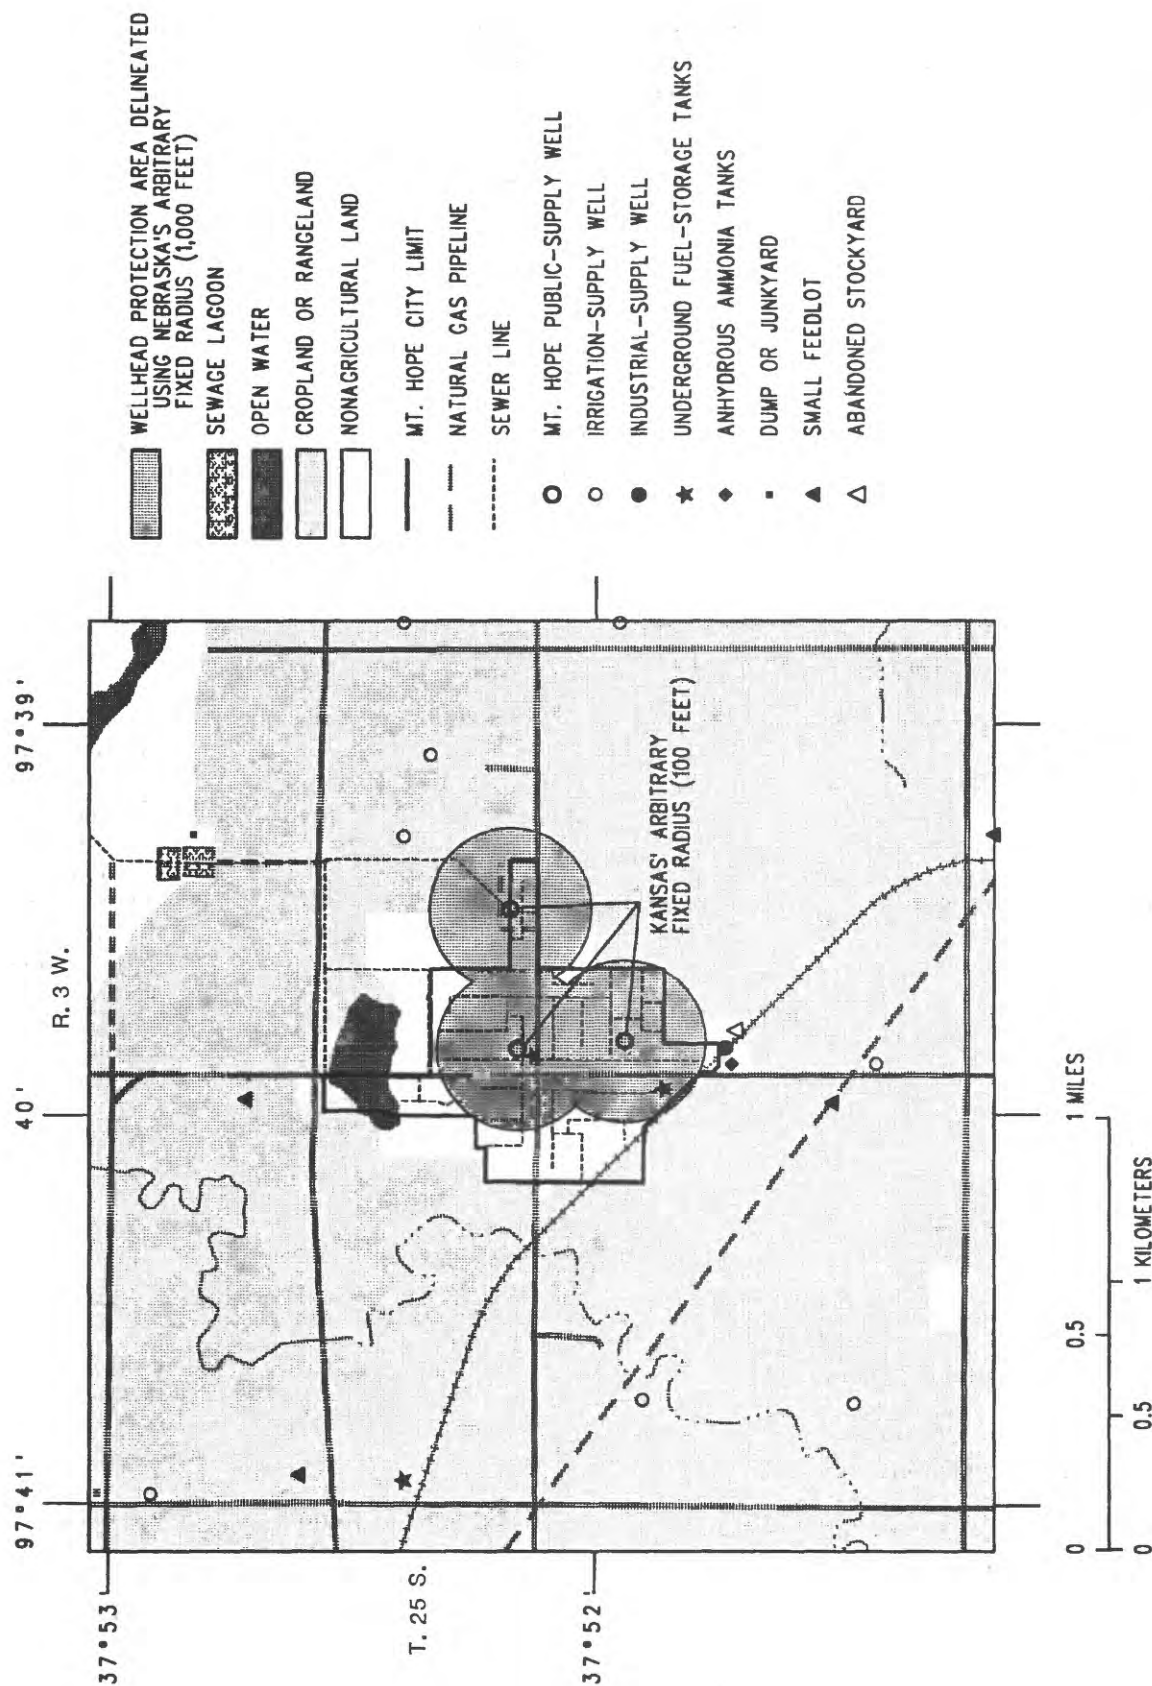 97°41'
40'
R. 3 W.
97°39'
37°53'
T. 25 S.
37°52'
KANSAS' ARBITRARY
FIXED RADIUS (100 FEET)
0
0.5
1 MILES
0
0.5
1 KILOMETERS
WELLHEAD PROTECTION AREA DELINEATED
USING NEBRASKA'S ARBITRARY
FIXED RADIUS (1,000 FEET)
SEWAGE LAGOON
OPEN WATER
CROPLAND OR RANGELAND
NONAGRICULTURAL LAND
MT. HOPE CITY LIMIT
NATURAL GAS PIPELINE
SEWER LINE
MT. HOPE PUBLIC-SUPPLY WELL
IRRIGATION-SUPPLY WELL
INDUSTRIAL-SUPPLY WELL
UNDERGROUND FUEL-STORAGE TANKS
ANHYDROUS AMMONIA TANKS
DUMP OR JUNKYARD
SMALL FEEDLOT
ABANDONED STOCKYARD